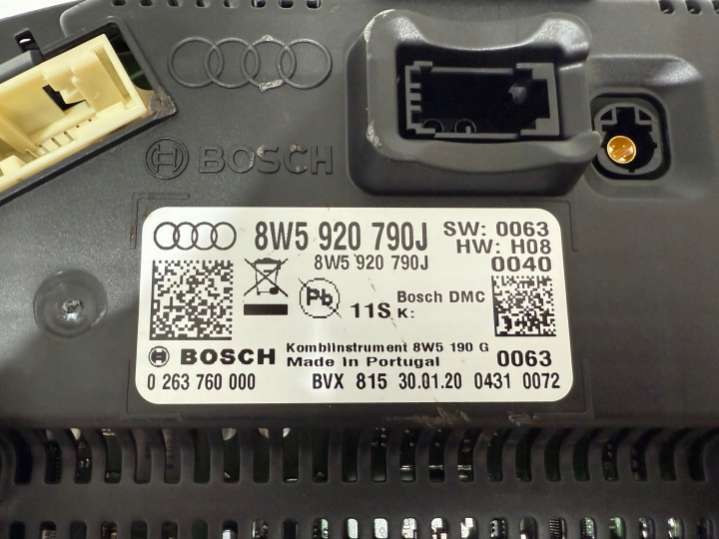 BOSCH
8W5 920 790J
SW: 0063
8W5 920 790J
HW: H08
0040
Pb
11S
Bosch DMC
K:
BOSCH
Kombiinstrument 8W5 190 G
Made in Portugal
0063
0 263 760 000
BVX 815 30.01.20 0431 0072